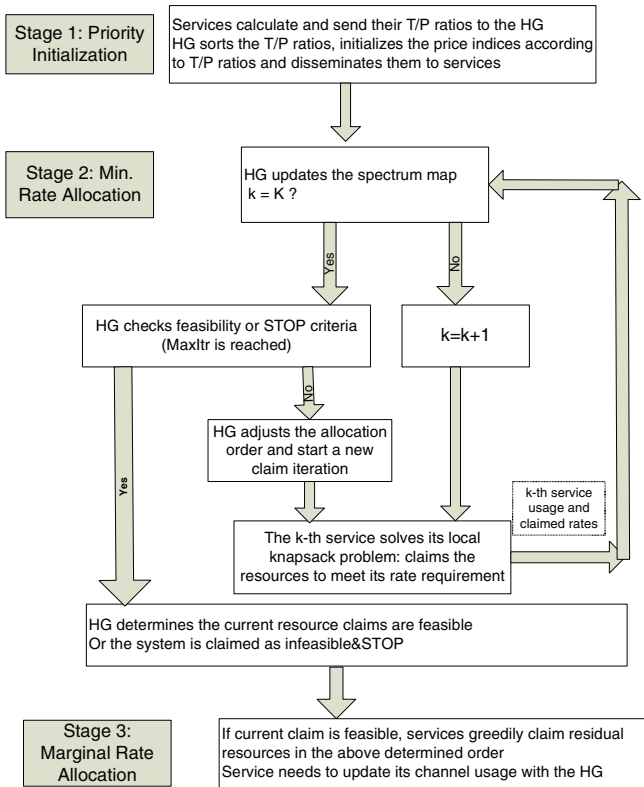 Stage 1: Priority
Initialization
Services calculate and send their T/P ratios to the HG
HG sorts the T/P ratios, initializes the price indices according
to T/P ratios and disseminates them to services
Stage 2: Min.
Rate Allocation
HG updates the spectrum map
k = K ?
Yes
No
HG checks feasibility or STOP criteria
(MaxItr is reached)
k=k+1
No
Yes
HG adjusts the allocation
order and start a new
claim iteration
k-th service
usage and
claimed rates
The k-th service solves its local
knapsack problem: claims the
resources to meet its rate requirement
HG determines the current resource claims are feasible
Or the system is claimed as infeasible&STOP
Stage 3:
Marginal Rate
Allocation
If current claim is feasible, services greedily claim residual
resources in the above determined order
Service needs to update its channel usage with the HG